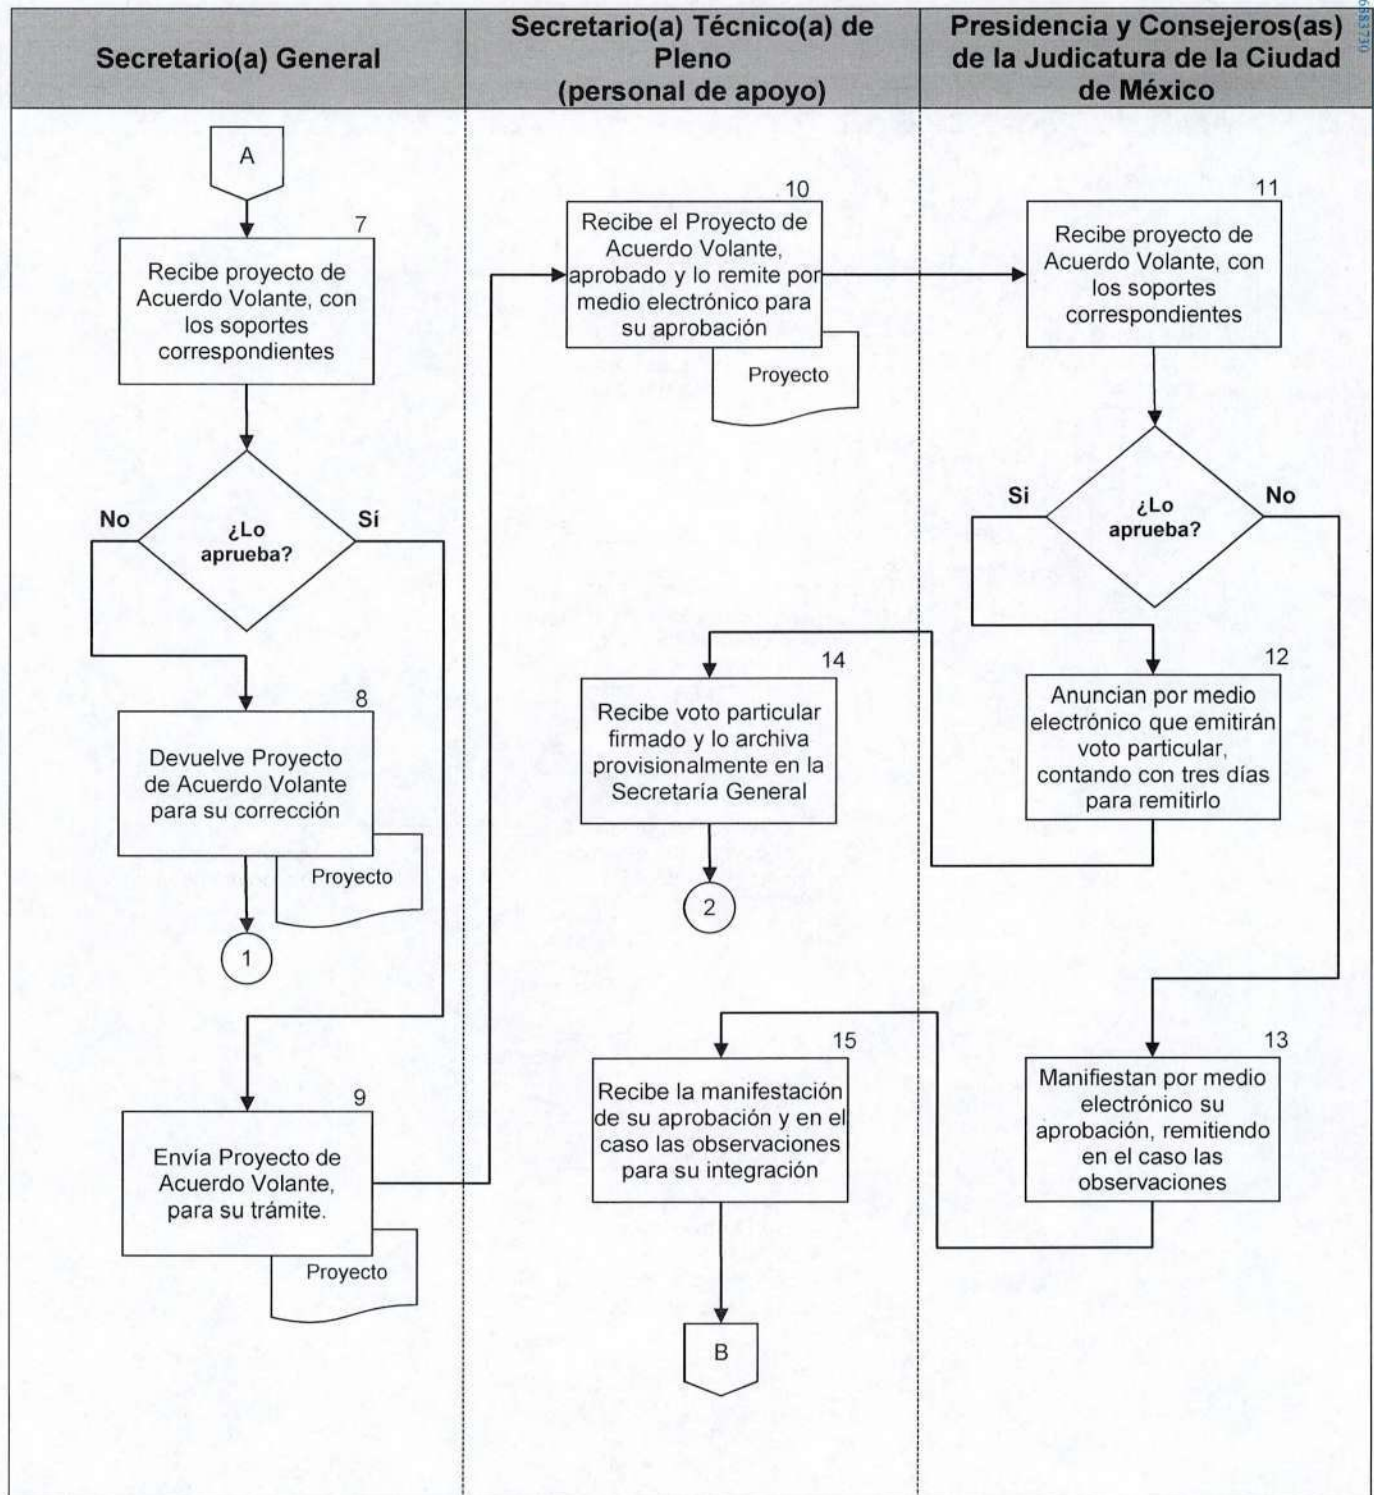 6883730
Secretario(a) General
Secretario(a) Técnico(a) de
Pleno
(personal de apoyo)
Presidencia y Consejeros(as)
de la Judicatura de la Ciudad
de México
A
7
Recibe proyecto de
Acuerdo Volante, con
los soportes
correspondientes
¿Lo
aprueba?
No
Sí
8
Devuelve Proyecto
de Acuerdo Volante
para su corrección
Proyecto
1
9
Envía Proyecto de
Acuerdo Volante,
para su trámite.
Proyecto
10
Recibe el Proyecto de
Acuerdo Volante,
aprobado y lo remite por
medio electrónico para
su aprobación
Proyecto
14
Recibe voto particular
firmado y lo archiva
provisionalmente en la
Secretaría General
2
15
Recibe la manifestación
de su aprobación y en el
caso las observaciones
para su integración
B
11
Recibe proyecto de
Acuerdo Volante, con
los soportes
correspondientes
Si
¿Lo
aprueba?
No
12
Anuncian por medio
electrónico que emitirán
voto particular,
contando con tres días
para remitirlo
13
Manifiestan por medio
electrónico su
aprobación, remitiendo
en el caso las
observaciones